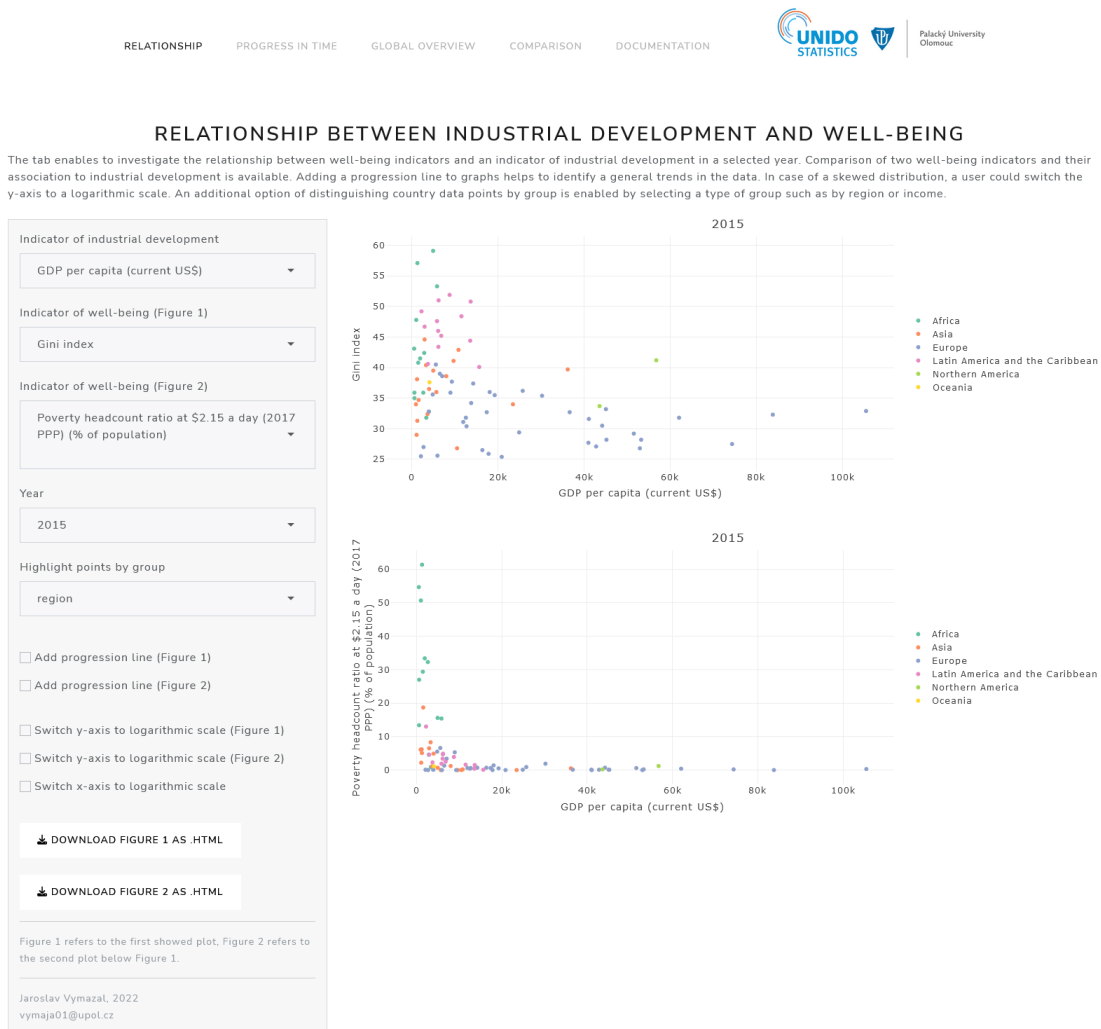 RELATIONSHIP
PROGRESS IN TIME
GLOBAL OVERVIEW
COMPARISON
DOCUMENTATION
UNIDO
STATISTICS
Palacký University
Olomouc
RELATIONSHIP BETWEEN INDUSTRIAL DEVELOPMENT AND WELL-BEING
The tab enables to investigate the relationship between well-being indicators and an indicator of industrial development in a selected year. Comparison of two well-being indicators and their
association to industrial development is available. Adding a progression line to graphs helps to identify a general trends in the data. In case of a skewed distribution, a user could switch the
y-axis to a logarithmic scale. An additional option of distinguishing country data points by group is enabled by selecting a type of group such as by region or income.
Indicator of industrial development
GDP per capita (current US$)
Indicator of well-being (Figure 1)
Gini index
Indicator of well-being (Figure 2)
Poverty headcount ratio at $2.15 a day (2017
PPP) (% of population)
Year
2015
Highlight points by group
region
Add progression line (Figure 1)
Add progression line (Figure 2)
Switch y-axis to logarithmic scale (Figure 1)
Switch y-axis to logarithmic scale (Figure 2)
Switch x-axis to logarithmic scale
DOWNLOAD FIGURE 1 AS .HTML
DOWNLOAD FIGURE 2 AS .HTML
Figure 1 refers to the first showed plot, Figure 2 refers to
the second plot below Figure 1.
Jaroslav Vymazal, 2022
vymaja01@upol.cz
2015
Gini index
60
55
50
45
40
35
30
25
0
20k
40k
60k
80k
100k
GDP per capita (current US$)
Africa
Asia
Europe
Latin America and the Caribbean
Northern America
Oceania
2015
Poverty headcount ratio at $2.15 a day (2017
PPP) (% of population)
60
50
40
30
20
10
0
0
20k
40k
60k
80k
100k
GDP per capita (current US$)
Africa
Asia
Europe
Latin America and the Caribbean
Northern America
Oceania